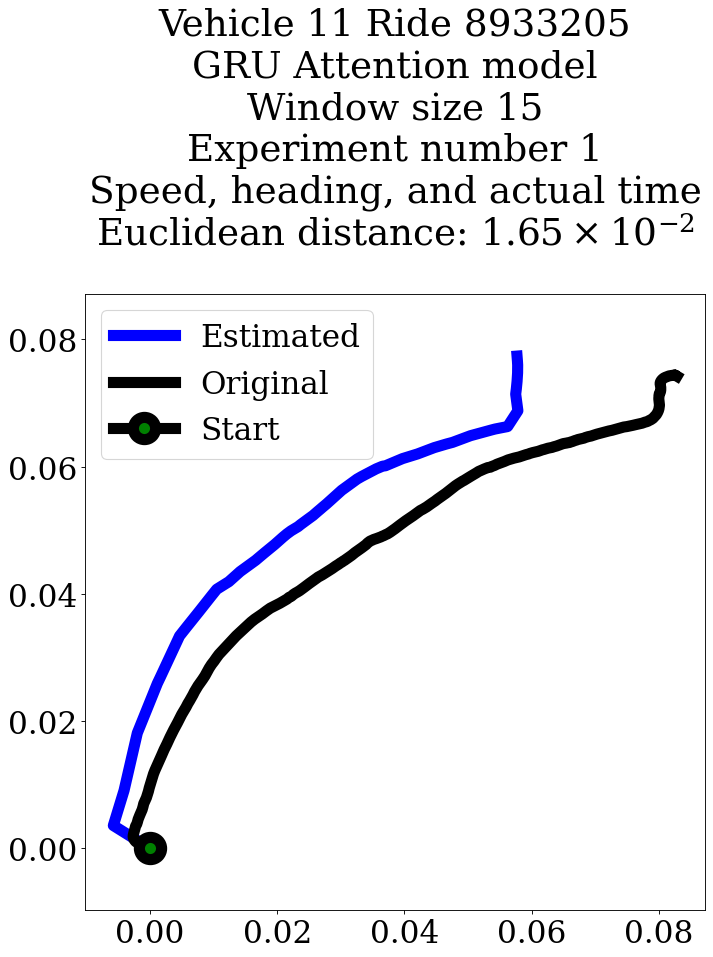 Vehicle 11 Ride 8933205
GRU Attention model
Window size 15
Experiment number 1
Speed, heading, and actual time
Euclidean distance: 1.65 × 10⁻²
Estimated
Original
Start
0.08
0.06
0.04
0.02
0.00
0.00 0.02 0.04 0.06 0.08